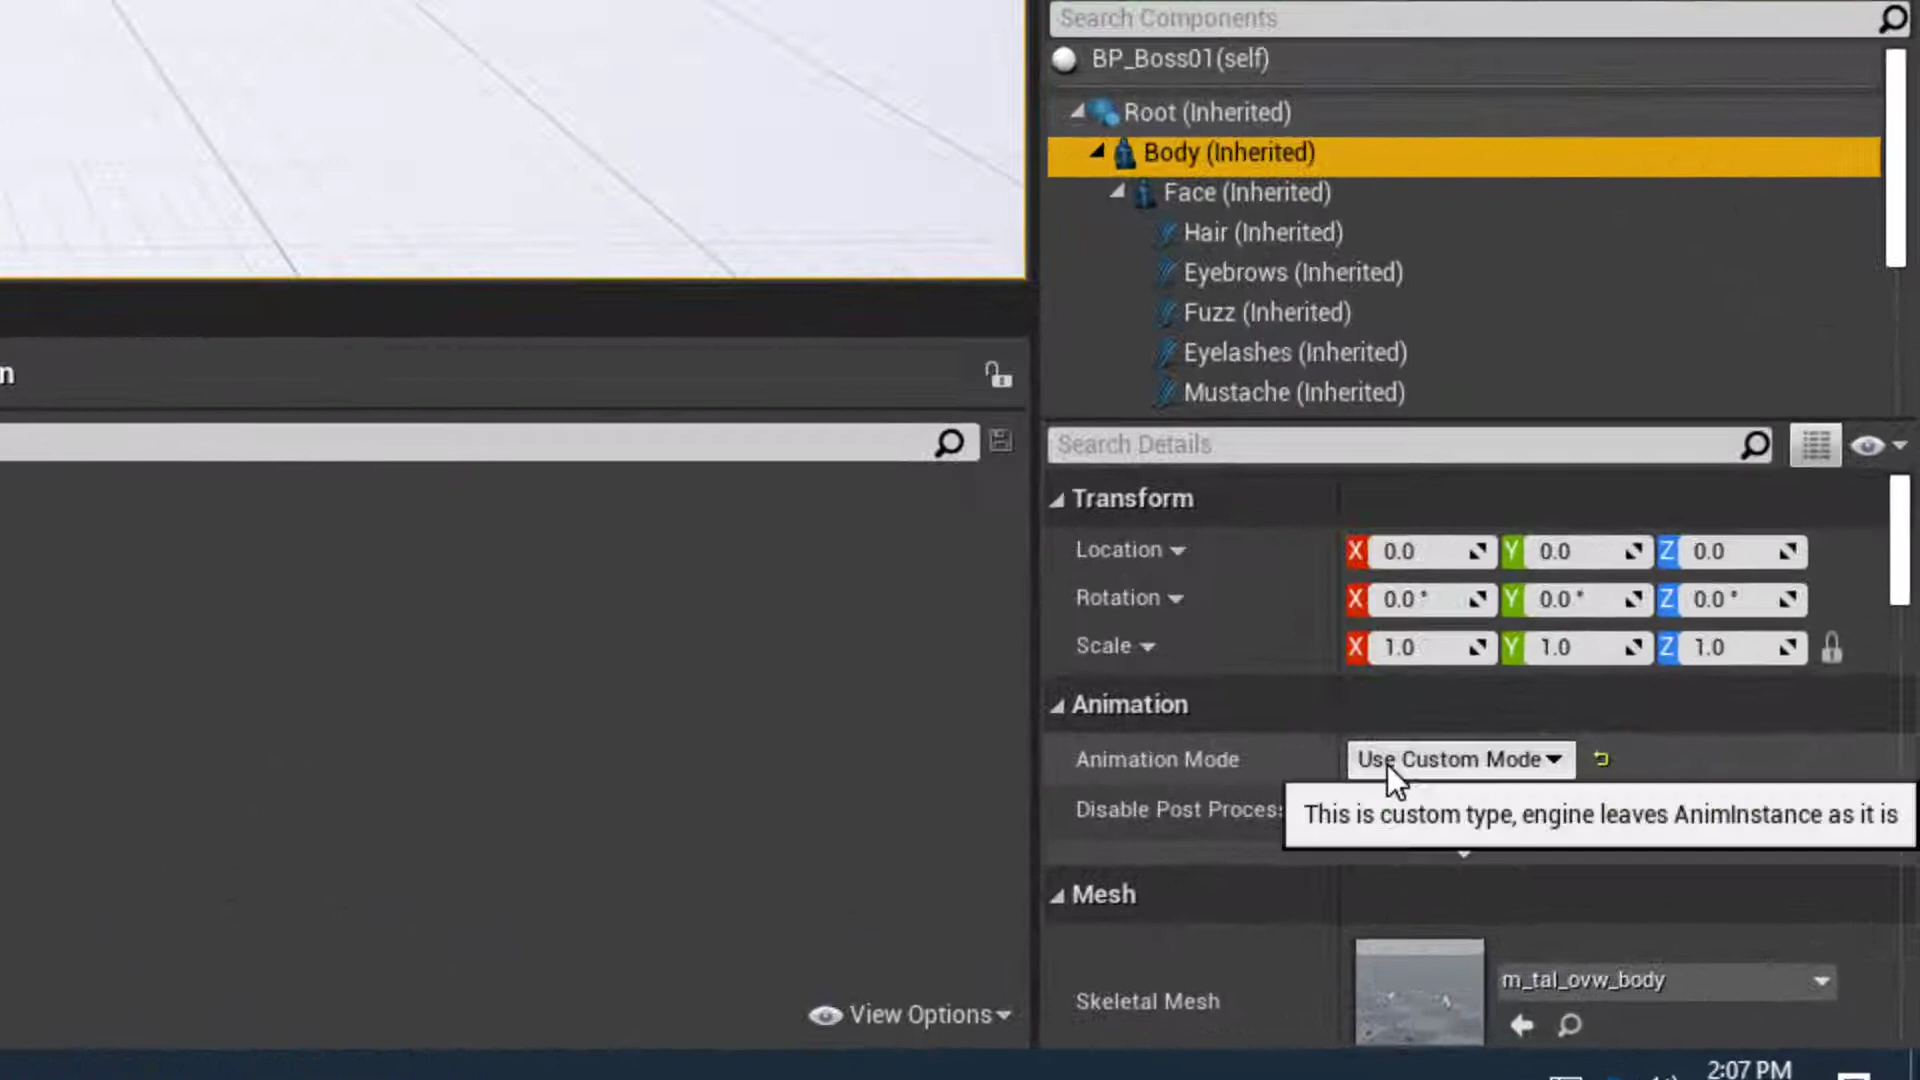 Search Components
BP_Boss01(self)
Root (Inherited)
Body (Inherited)
Face (Inherited)
Hair (Inherited)
Eyebrows (Inherited)
Fuzz (Inherited)
Eyelashes (Inherited)
Mustache (Inherited)
n
Search Details
Transform
Location X 0.0 Y 0.0 Z 0.0
Rotation X 0.0 ° Y 0.0 ° Z 0.0 °
Scale X 1.0 Y 1.0 Z 1.0
Animation
Animation Mode Use Custom Mode
Disable Post Process
This is custom type, engine leaves AnimInstance as it is
Mesh
Skeletal Mesh m_tal_ovw_body
View Options
2:07 PM